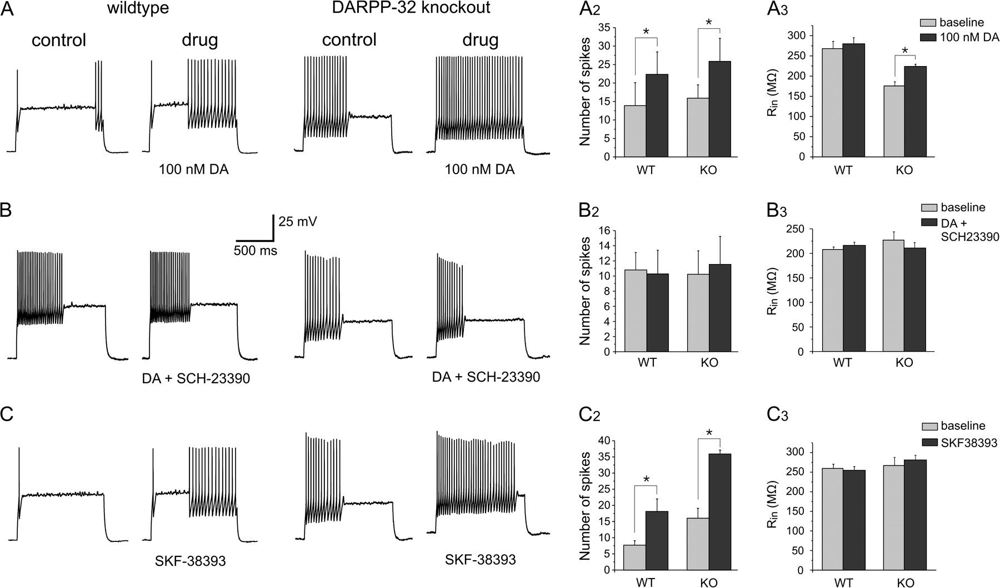 A
wildtype
DARPP-32 knockout
control
drug
control
drug
100 nM DA
100 nM DA
A2
Number of spikes
35
30
25
20
15
10
5
0
*
*
WT
KO
A3
baseline
100 nM DA
Rin (MΩ)
300
250
200
150
100
50
0
*
WT
KO
B
25 mV
500 ms
DA + SCH-23390
DA + SCH-23390
B2
Number of spikes
16
14
12
10
8
6
4
2
0
WT
KO
B3
baseline
DA +
SCH23390
Rin (MΩ)
250
200
150
100
50
0
WT
KO
C
SKF-38393
SKF-38393
C2
Number of spikes
40
35
30
25
20
15
10
5
0
*
*
WT
KO
C3
baseline
SKF38393
Rin (MΩ)
300
250
200
150
100
50
0
WT
KO